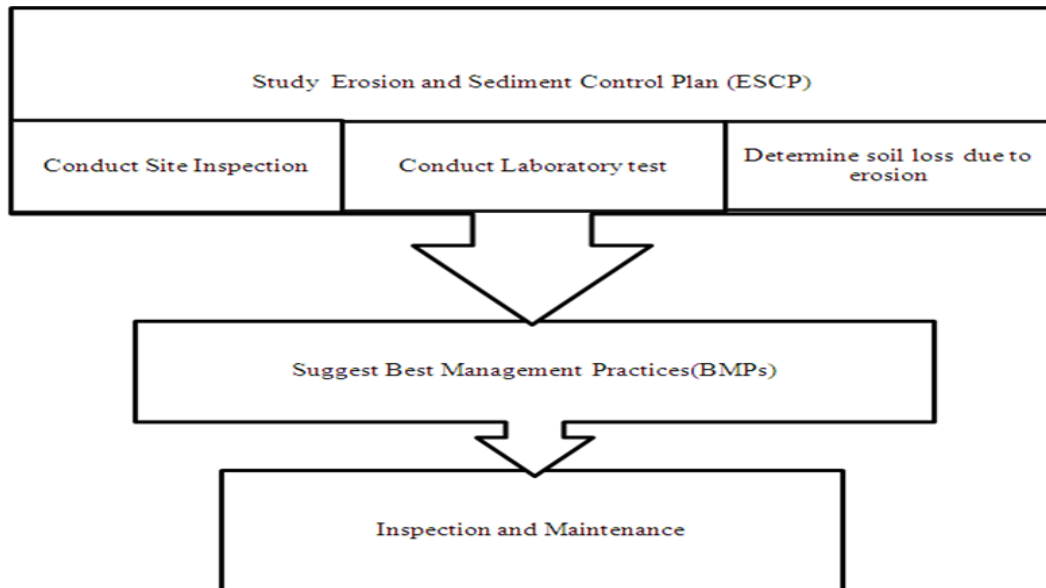 Study Erosion and Sediment Control Plan (ESCP)
Conduct Site Inspection
Conduct Laboratory test
Determine soil loss due to
erosion
Suggest Best Management Practices(BMPs)
Inspection and Maintenance